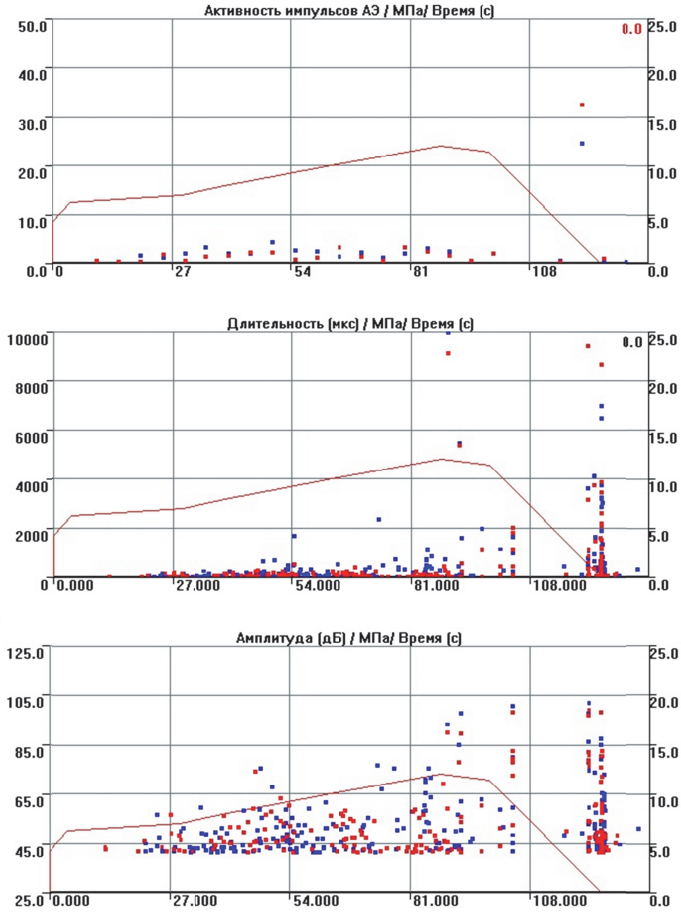 Активность импульсов АЭ / МПа/ Время (с)
50.0 25.0
0.0
40.0 20.0
30.0 15.0
20.0 10.0
10.0 5.0
0.0 0 27 54 81 108 0.0
Длительность (мкс) / МПа/ Время (с)
10000 0.0 25.0
8000 20.0
6000 15.0
4000 10.0
2000 5.0
0 0.000 27.000 54.000 81.000 108.000 0.0
Амплитуда (дБ) / МПа/ Время (с)
125.0 25.0
105.0 20.0
85.0 15.0
65.0 10.0
45.0 5.0
25.0 0.000 27.000 54.000 81.000 108.000 0.0